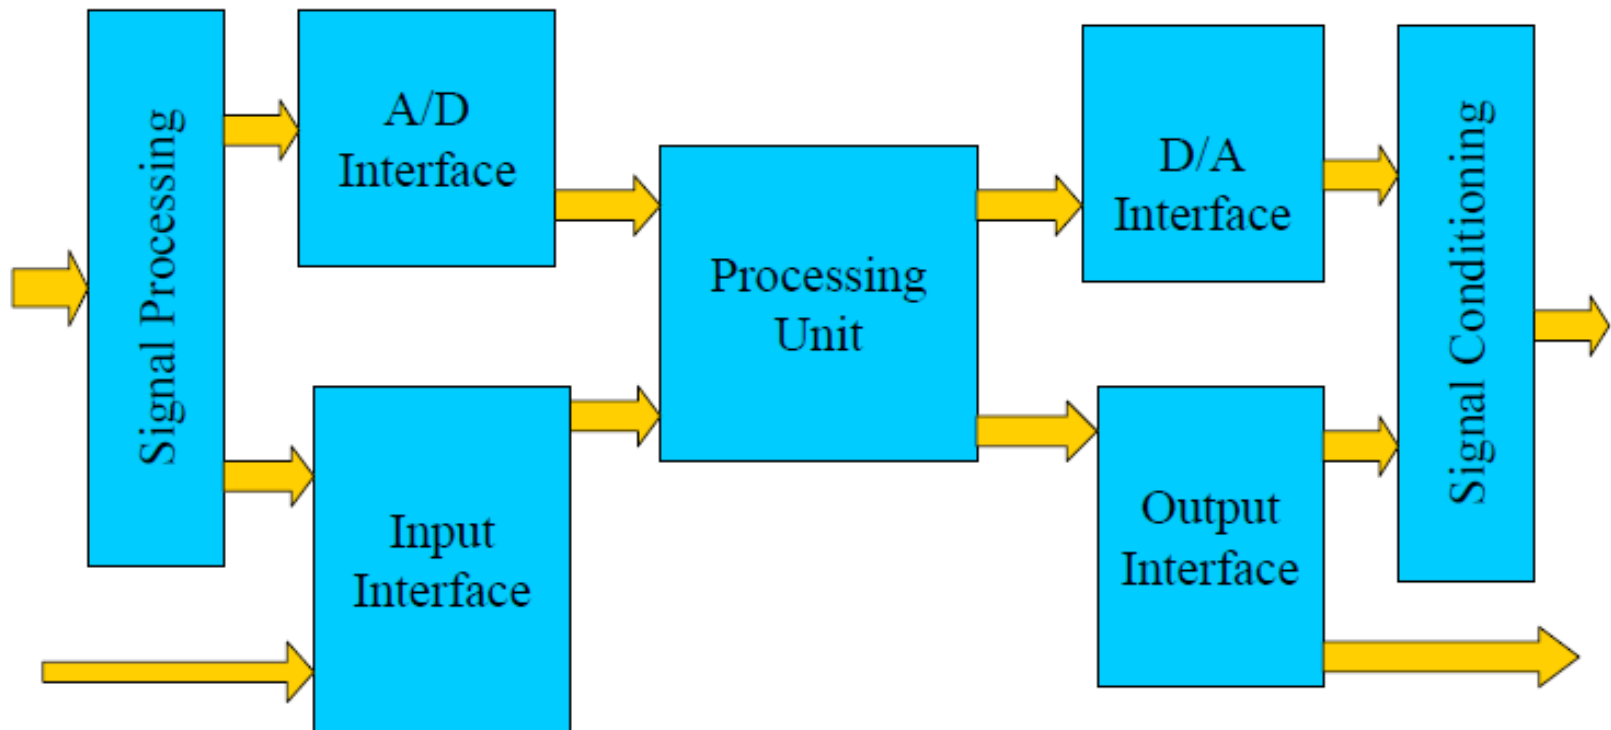 Signal Processing
A/D
Interface
Input
Interface
Processing
Unit
D/A
Interface
Output
Interface
Signal Conditioning